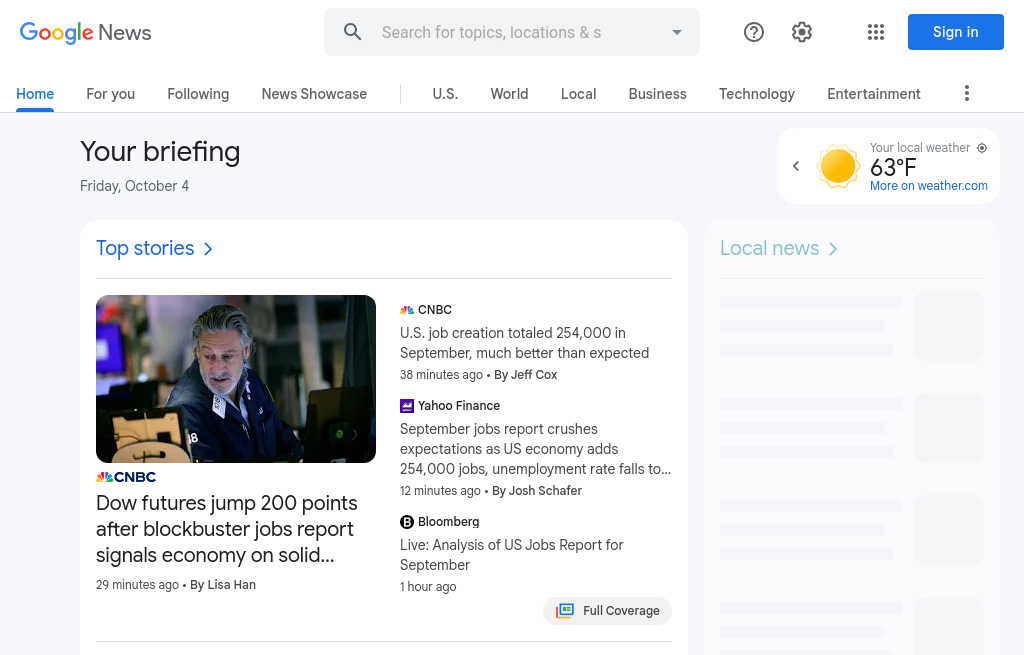 Google News
Search for topics, locations & s
Sign in
Home
For you
Following
News Showcase
U.S.
World
Local
Business
Technology
Entertainment
Your briefing
Friday, October 4
Your local weather
63°F
More on weather.com
Top stories
Local news
CNBC
Dow futures jump 200 points
after blockbuster jobs report
signals economy on solid...
29 minutes ago • By Lisa Han
CNBC
U.S. job creation totaled 254,000 in
September, much better than expected
38 minutes ago • By Jeff Cox
Yahoo Finance
September jobs report crushes
expectations as US economy adds
254,000 jobs, unemployment rate falls to...
12 minutes ago • By Josh Schafer
Bloomberg
Live: Analysis of US Jobs Report for
September
1 hour ago
Full Coverage